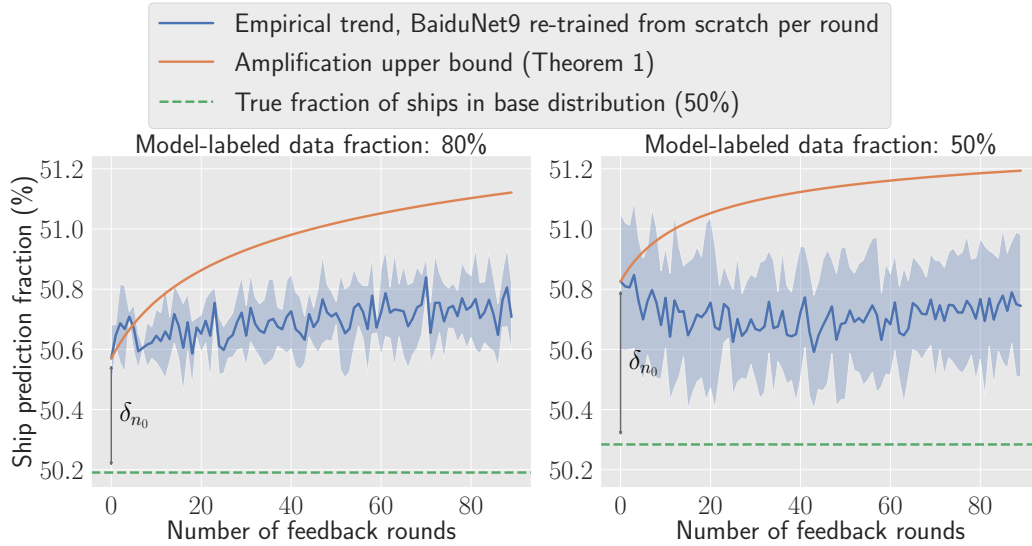 Empirical trend, BaiduNet9 re-trained from scratch per round
Amplification upper bound (Theorem 1)
True fraction of ships in base distribution (50%)
Model-labeled data fraction: 80%
Model-labeled data fraction: 50%
Ship prediction fraction (%)
51.2
51.0
50.8
50.6
50.4
50.2
δn₀
0 20 40 60 80
Number of feedback rounds
51.2
51.0
50.8
50.6
50.4
50.2
δn₀
0 20 40 60 80
Number of feedback rounds